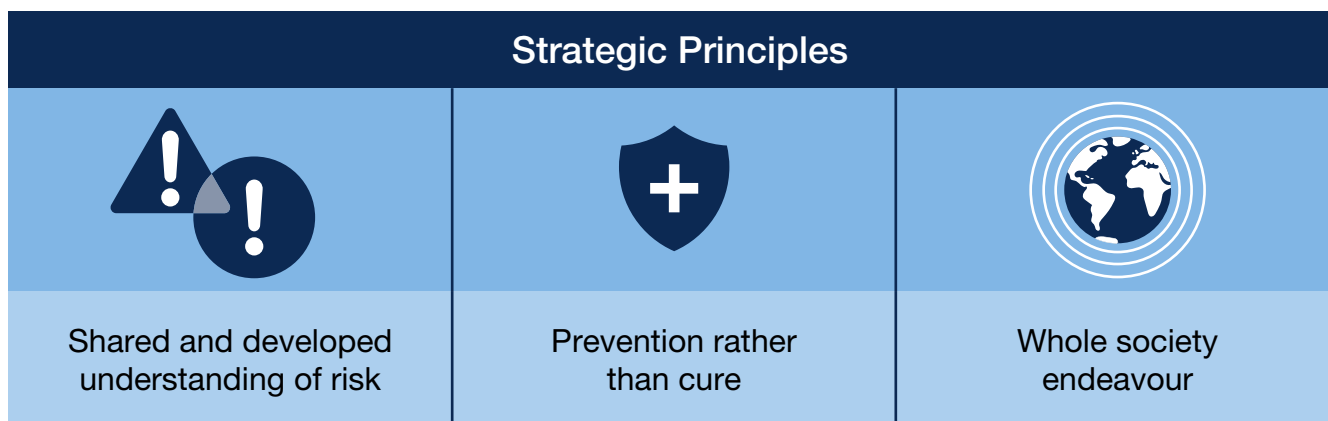 Strategic Principles
Shared and developed
understanding of risk
Prevention rather
than cure
Whole society
endeavour